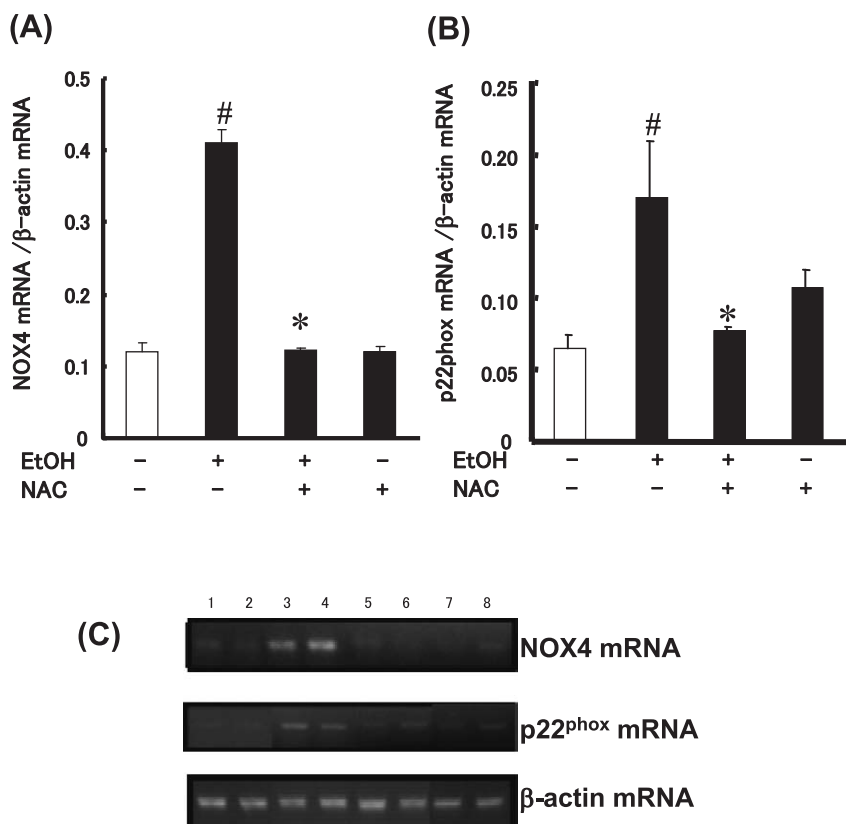 (A)
NOX4 mRNA /β-actin mRNA
0.5
0.4
0.3
0.2
0.1
0
#
*
EtOH - + + -
NAC - - + +
(B)
p22phox mRNA /β-actin mRNA
0.25
0.20
0.15
0.10
0.05
0
#
*
EtOH - + + -
NAC - - + +
(C)
1 2 3 4 5 6 7 8
NOX4 mRNA
p22phox mRNA
β-actin mRNA